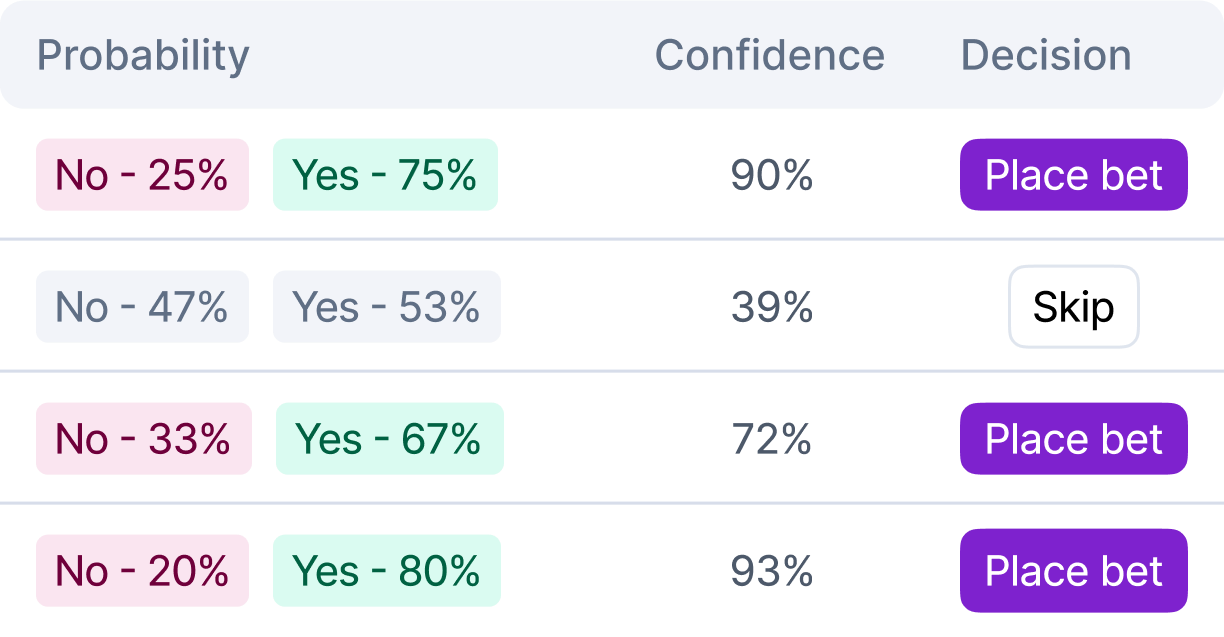 Probability Confidence Decision
No - 25% Yes - 75% 90% Place bet
No - 47% Yes - 53% 39% Skip
No - 33% Yes - 67% 72% Place bet
No - 20% Yes - 80% 93% Place bet